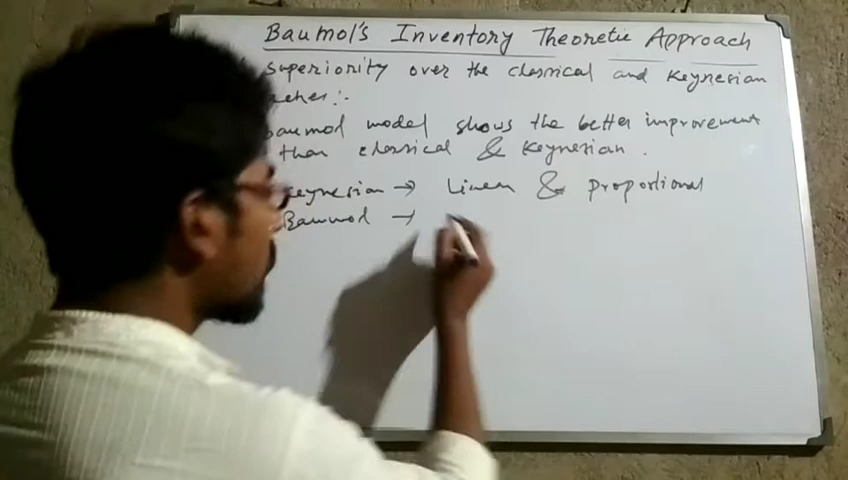 Baumol's Inventory Theoretic Approach
superiority over the classical and Keynesian
model shows the better improvement
than classical & Keynesian.
Keynesian → Linear & proportional
Baumol →